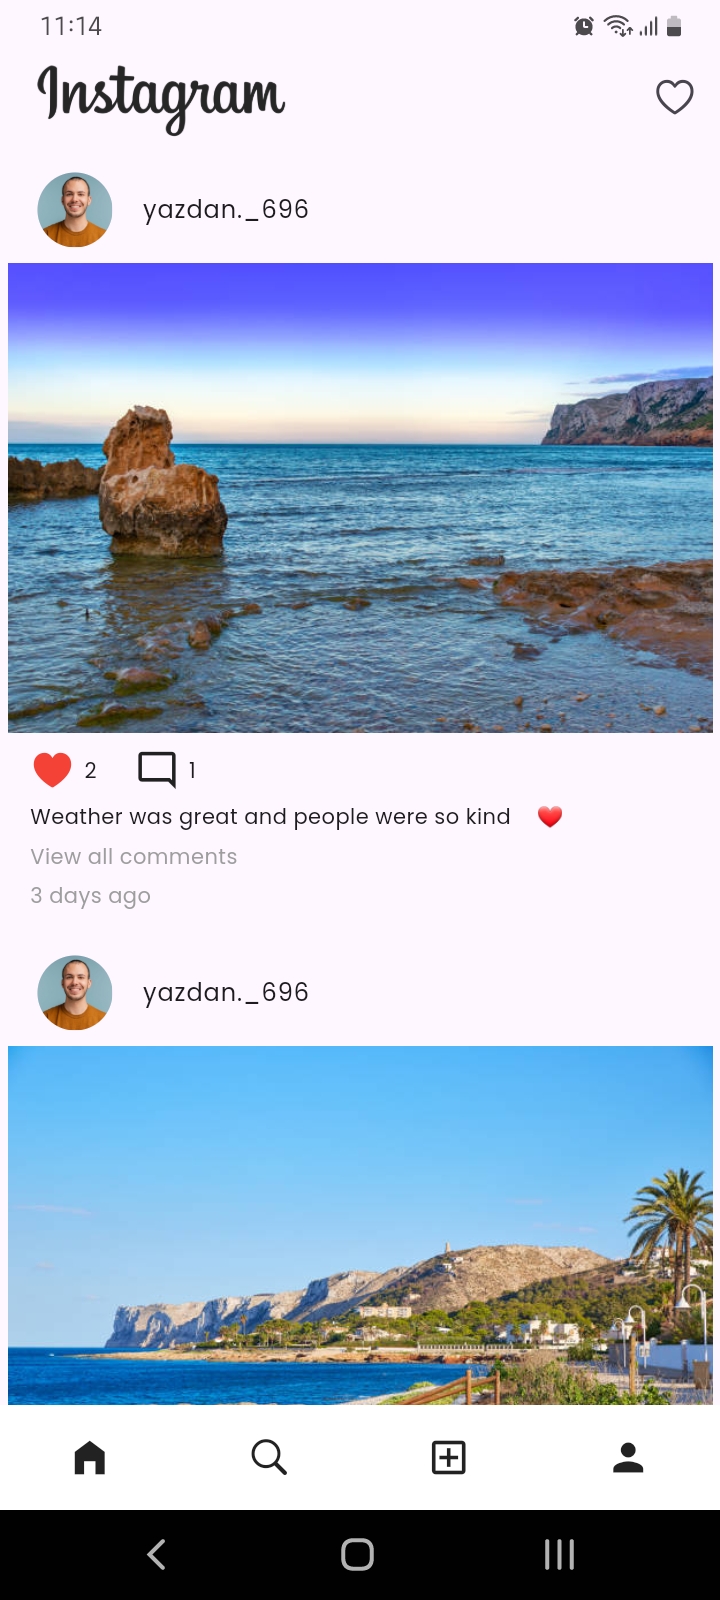 11:14
Instagram
yazdan._696
2 1
Weather was great and people were so kind ❤️
View all comments
3 days ago
yazdan._696